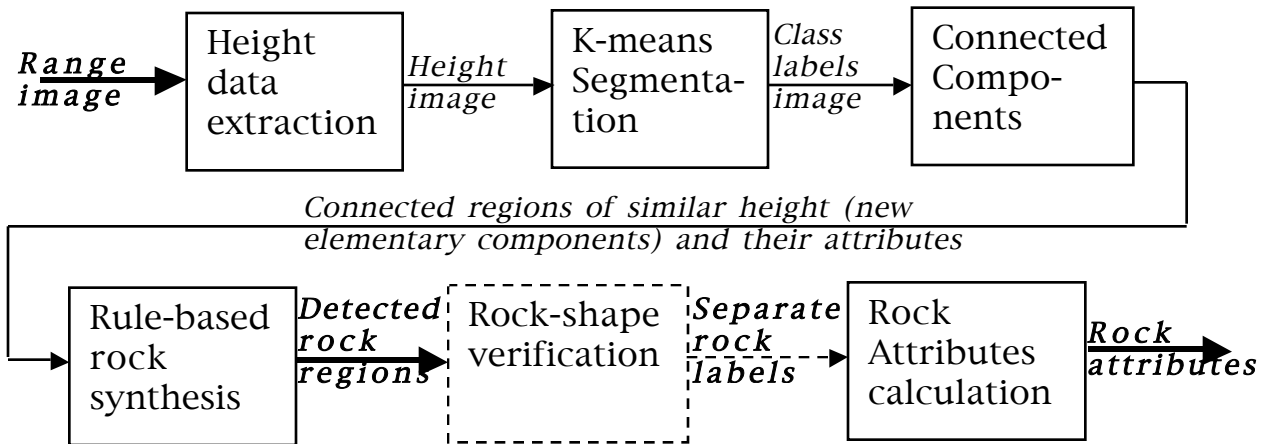 Range
image
Height
data
extraction
Height
image
K-means
Segmenta-
tion
Class
labels
image
Connected
Compo-
nents
Connected regions of similar height (new
elementary components) and their attributes
Rule-based
rock
synthesis
Detected
rock
regions
Rock-shape
verification
Separate
rock
labels
Rock
Attributes
calculation
Rock
attributes